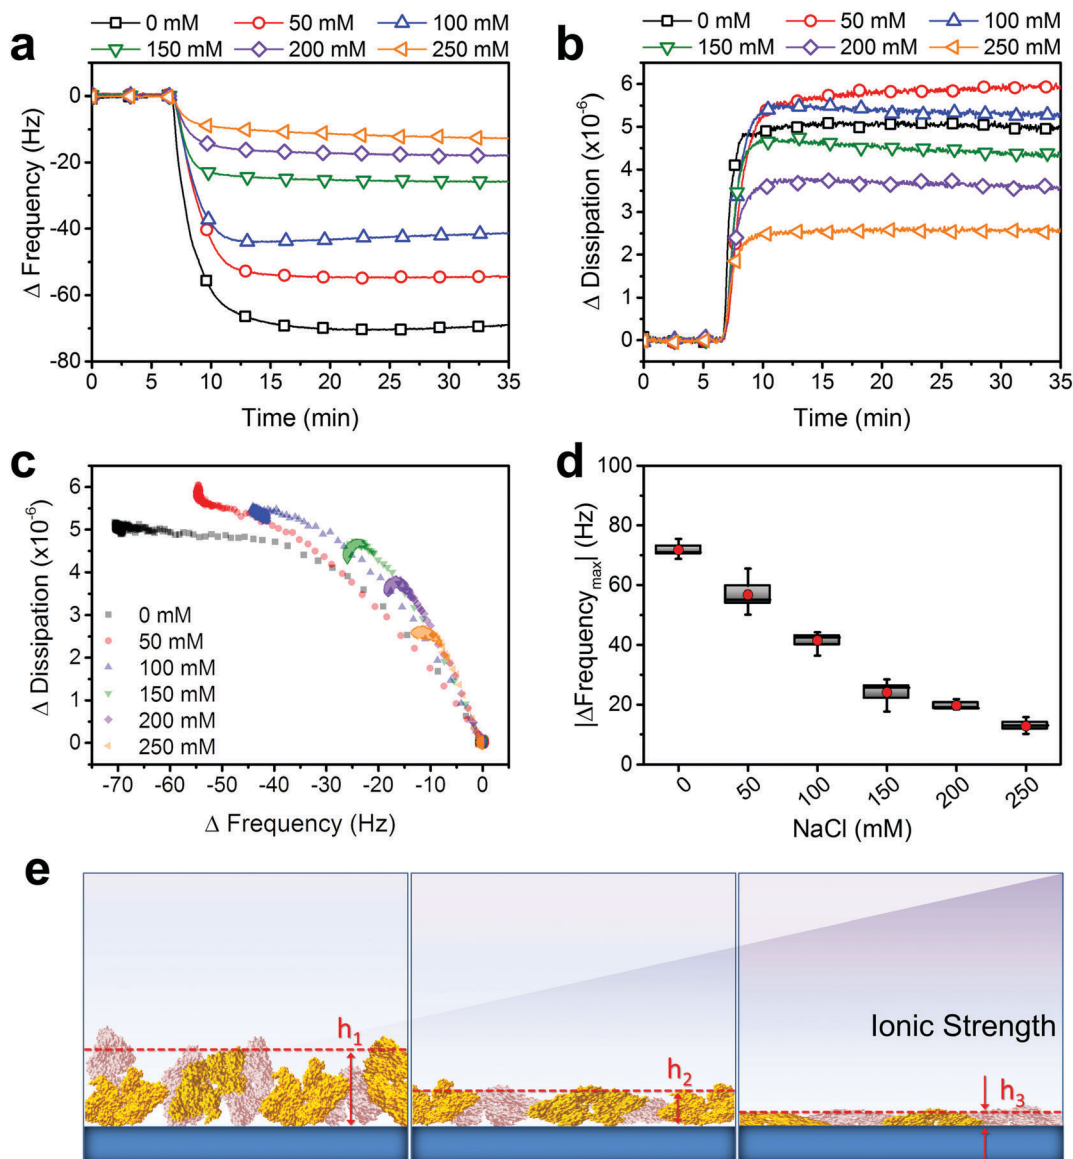 a
0 mM 50 mM 100 mM
150 mM 200 mM 250 mM
Δ Frequency (Hz)
0
-20
-40
-60
-80
0 5 10 15 20 25 30 35
Time (min)
b
0 mM 50 mM 100 mM
150 mM 200 mM 250 mM
Δ Dissipation (x10⁻⁶)
6
5
4
3
2
1
0
0 5 10 15 20 25 30 35
Time (min)
c
Δ Dissipation (x10⁻⁶)
6
5
4
3
2
1
0
0 mM
50 mM
100 mM
150 mM
200 mM
250 mM
-70 -60 -50 -40 -30 -20 -10 0
Δ Frequency (Hz)
d
|ΔFrequencyₘₐₓ| (Hz)
100
80
60
40
20
0
0 50 100 150 200 250
NaCl (mM)
e
h₁
h₂
Ionic Strength
h₃